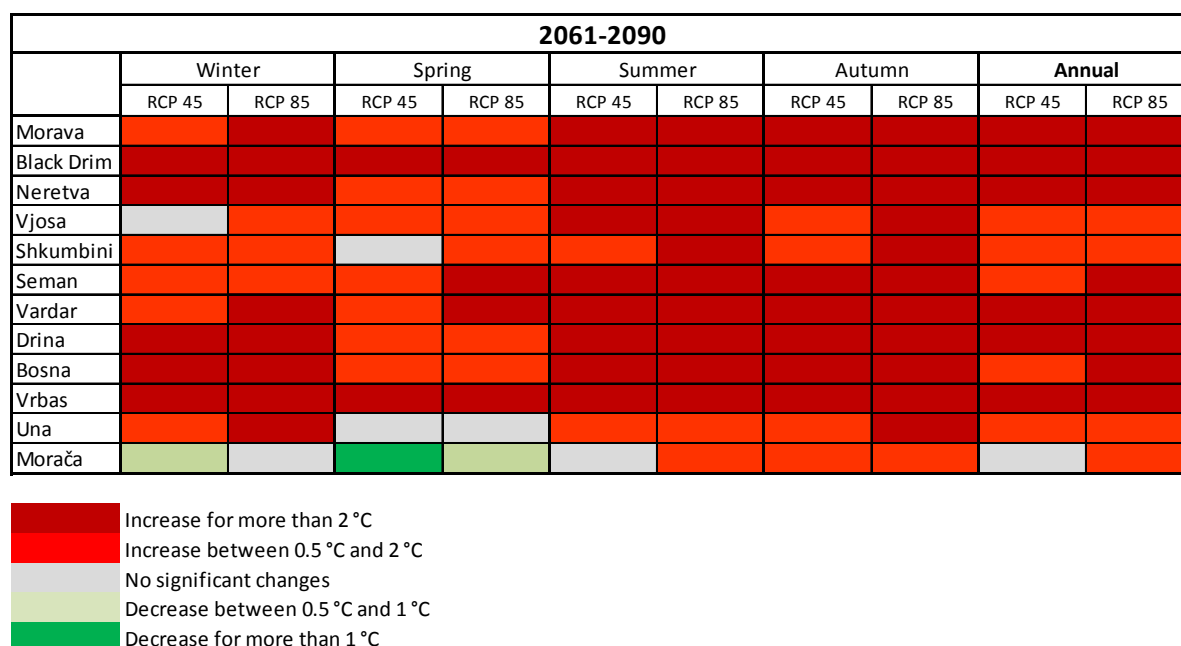 2061-2090
Winter Spring Summer Autumn Annual
RCP 45 RCP 85 RCP 45 RCP 85 RCP 45 RCP 85 RCP 45 RCP 85 RCP 45 RCP 85
Morava
Black Drim
Neretva
Vjosa
Shkumbini
Seman
Vardar
Drina
Bosna
Vrbas
Una
Morača
Increase for more than 2 °C
Increase between 0.5 °C and 2 °C
No significant changes
Decrease between 0.5 °C and 1 °C
Decrease for more than 1 °C